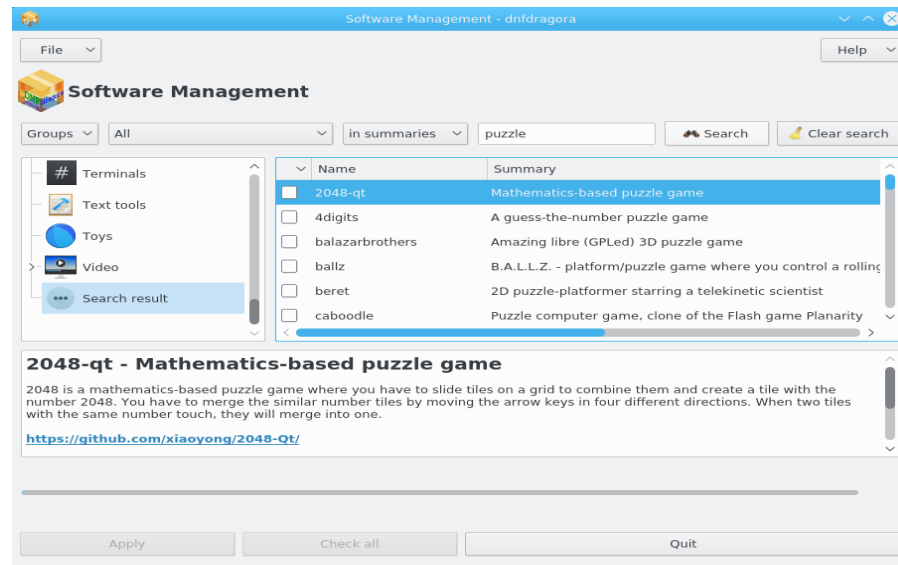 Software Management - dnfdragora
File
Help
Software Management
Groups
All
in summaries
puzzle
Search
Clear search
Terminals
Text tools
Toys
Video
Search result
Name Summary
2048-qt Mathematics-based puzzle game
4digits A guess-the-number puzzle game
balazarbrothers Amazing libre (GPLed) 3D puzzle game
ballz B.A.L.L.Z. - platform/puzzle game where you control a rolling
beret 2D puzzle-platformer starring a telekinetic scientist
caboodle Puzzle computer game, clone of the Flash game Planarity
2048-qt - Mathematics-based puzzle game
2048 is a mathematics-based puzzle game where you have to slide tiles on a grid to combine them and create a tile with the
number 2048. You have to merge the similar number tiles by moving the arrow keys in four different directions. When two tiles
with the same number touch, they will merge into one.
https://github.com/xiaoyong/2048-Qt/
Apply
Check all
Quit